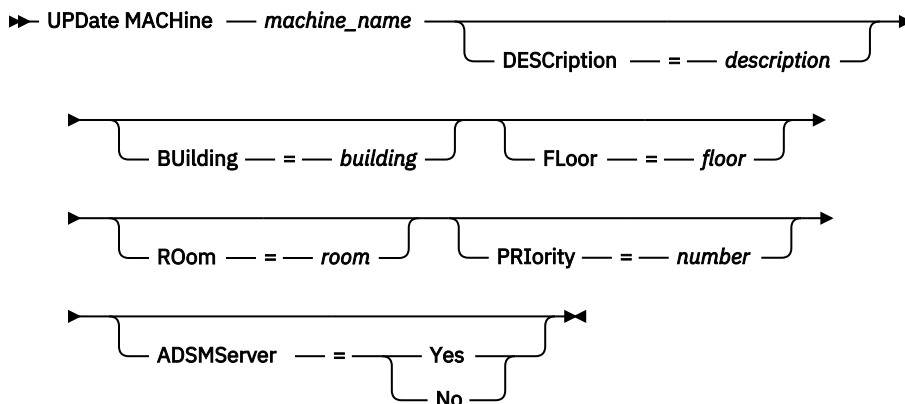 UPDate MACHine machine_name
DESCription = description
BUilding = building FLoor = floor
ROom = room PRIority = number
ADSMServer = Yes
No